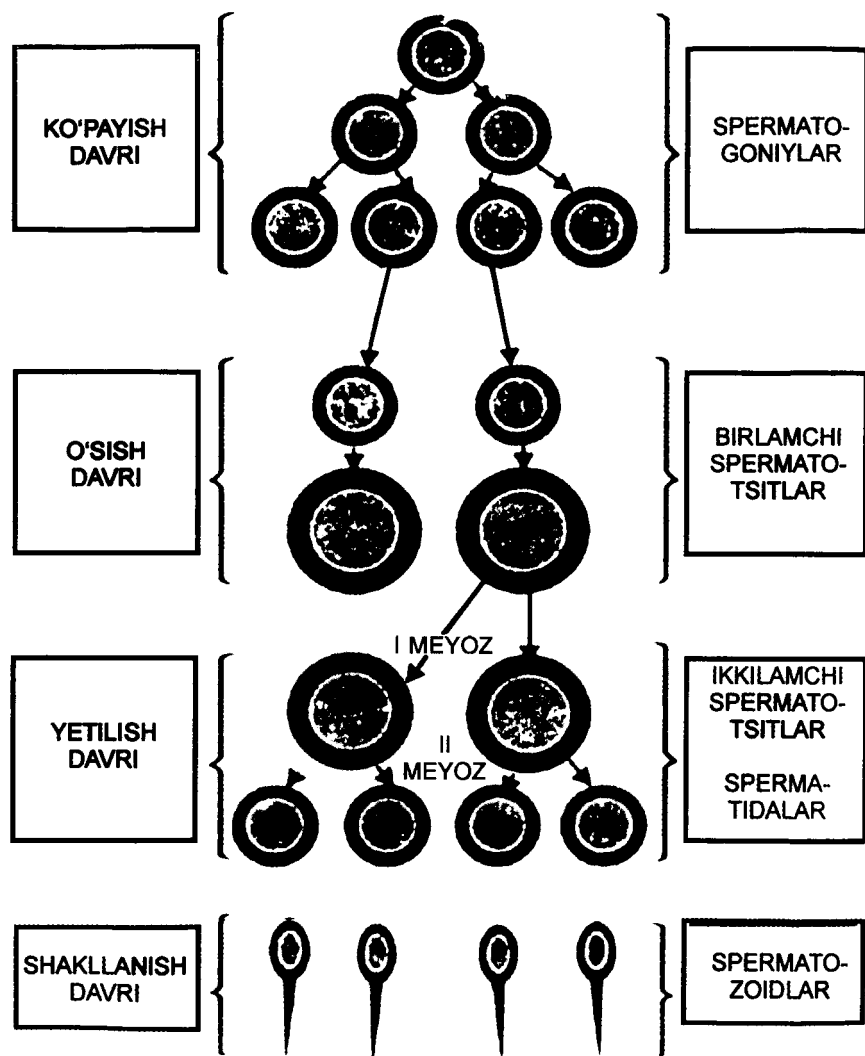 KO‘PAYISH
DAVRI
SPERMATO-
GONIYLAR
O‘SISH
DAVRI
BIRLAMCHI
SPERMATO-
TSITLAR
I MEYOZ
YETILISH
DAVRI
II
MEYOZ
IKKILAMCHI
SPERMATO-
TSITLAR
SPERMA-
TIDALAR
SHAKLLANISH
DAVRI
SPERMATO-
ZOIDLAR